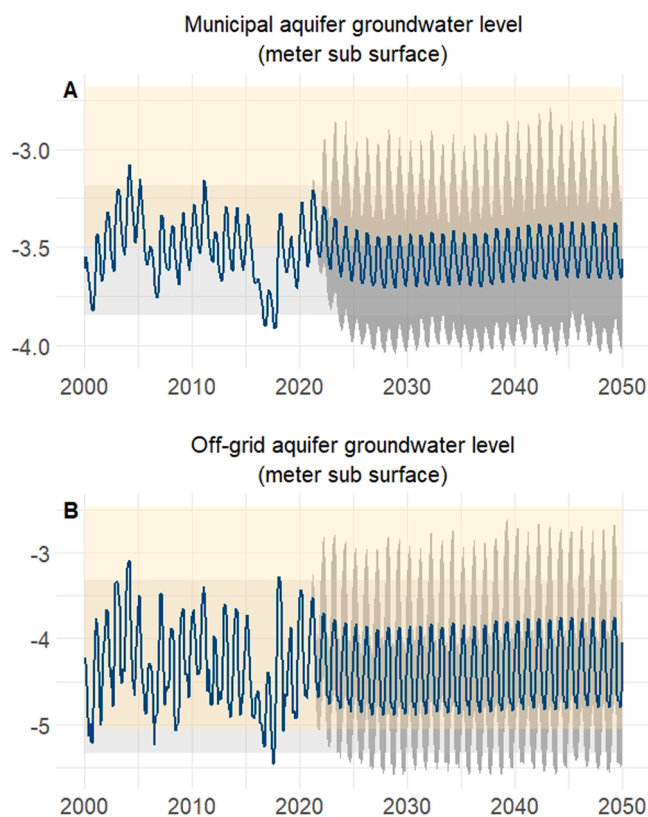 Municipal aquifer groundwater level
(meter sub surface)
A
-3.0
-3.5
-4.0
2000 2010 2020 2030 2040 2050
Off-grid aquifer groundwater level
(meter sub surface)
B
-3
-4
-5
2000 2010 2020 2030 2040 2050